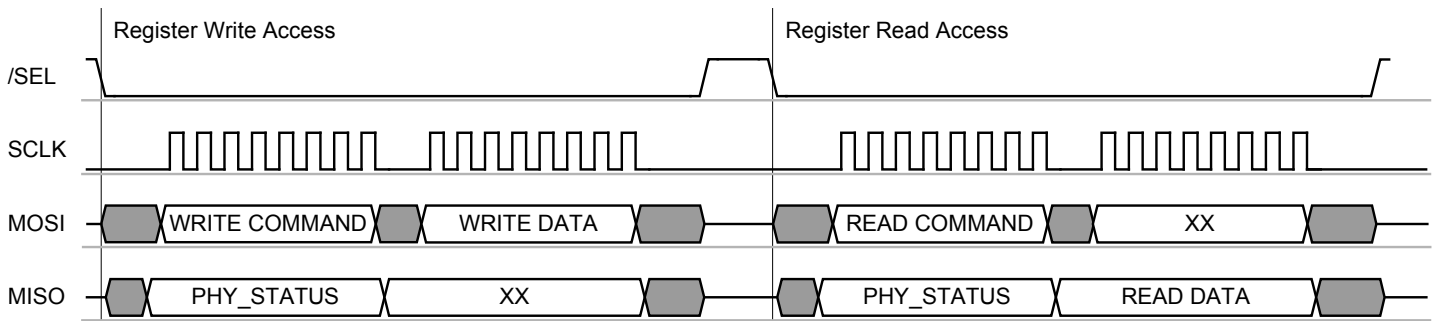 Register Write Access Register Read Access
/SEL
SCLK
MOSI WRITE COMMAND WRITE DATA READ COMMAND XX
MISO PHY_STATUS XX PHY_STATUS READ DATA